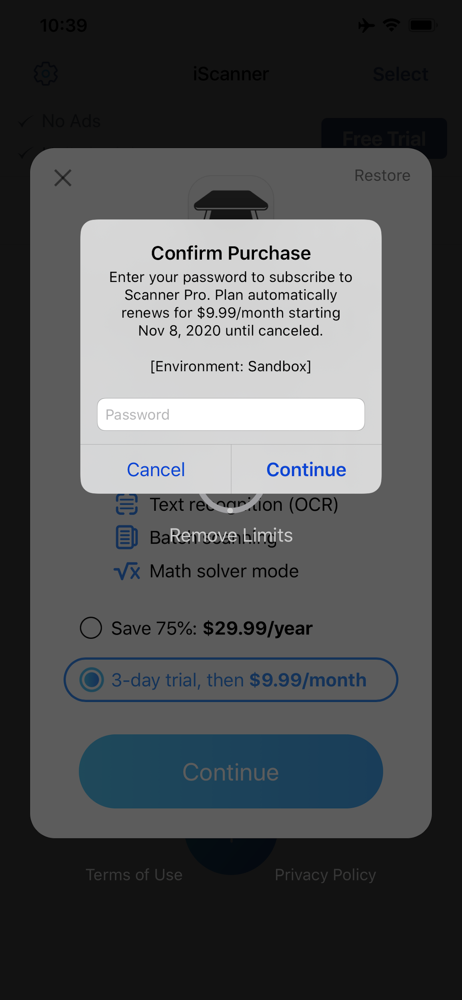 10:39
iScanner
Select
No Ads
Free Trial
Restore
Confirm Purchase
Enter your password to subscribe to
Scanner Pro. Plan automatically
renews for $9.99/month starting
Nov 8, 2020 until canceled.
[Environment: Sandbox]
Password
Cancel
Continue
Text recognition (OCR)
Batch scanning
Remove Limits
Math solver mode
Save 75%: $29.99/year
3-day trial, then $9.99/month
Continue
Terms of Use
Privacy Policy